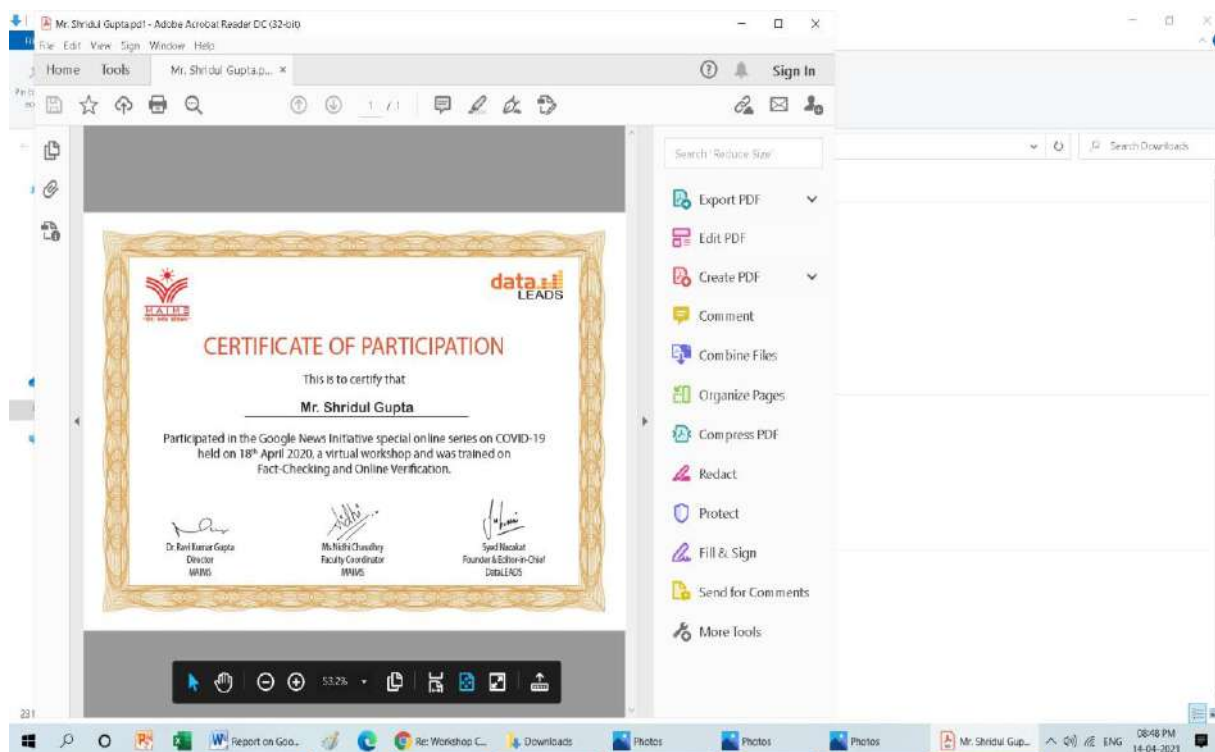 Mr. Shridul Gupta.pdf - Adobe Acrobat Reader DC (32-bit)
File Edit View Sign Window Help
Home Tools Mr. Shridul Gupta.p... ×
Sign In
1 / 1
Search 'Reduce Size'
Search Downloads
Export PDF
Edit PDF
Create PDF
Comment
Combine Files
Organize Pages
Compress PDF
Redact
Protect
Fill & Sign
Send for Comments
More Tools
MAIMS
data
LEADS
CERTIFICATE OF PARTICIPATION
This is to certify that
Mr. Shridul Gupta
Participated in the Google News Initiative special online series on COVID-19
held on 18th April 2020, a virtual workshop and was trained on
Fact-Checking and Online Verification.
Dr. Ravi Kumar Gupta
Director
MAIMS
Ms Nidhi Chaudhry
Faculty Coordinator
MAIMS
Syed Nazakat
Founder & Editor-in-Chief
DataLEADS
53.2%
231
Report on Goo...
Re: Workshop C...
Downloads
Photos
Photos
Photos
Mr. Shridul Gup...
ENG
08:48 PM
14-04-2021